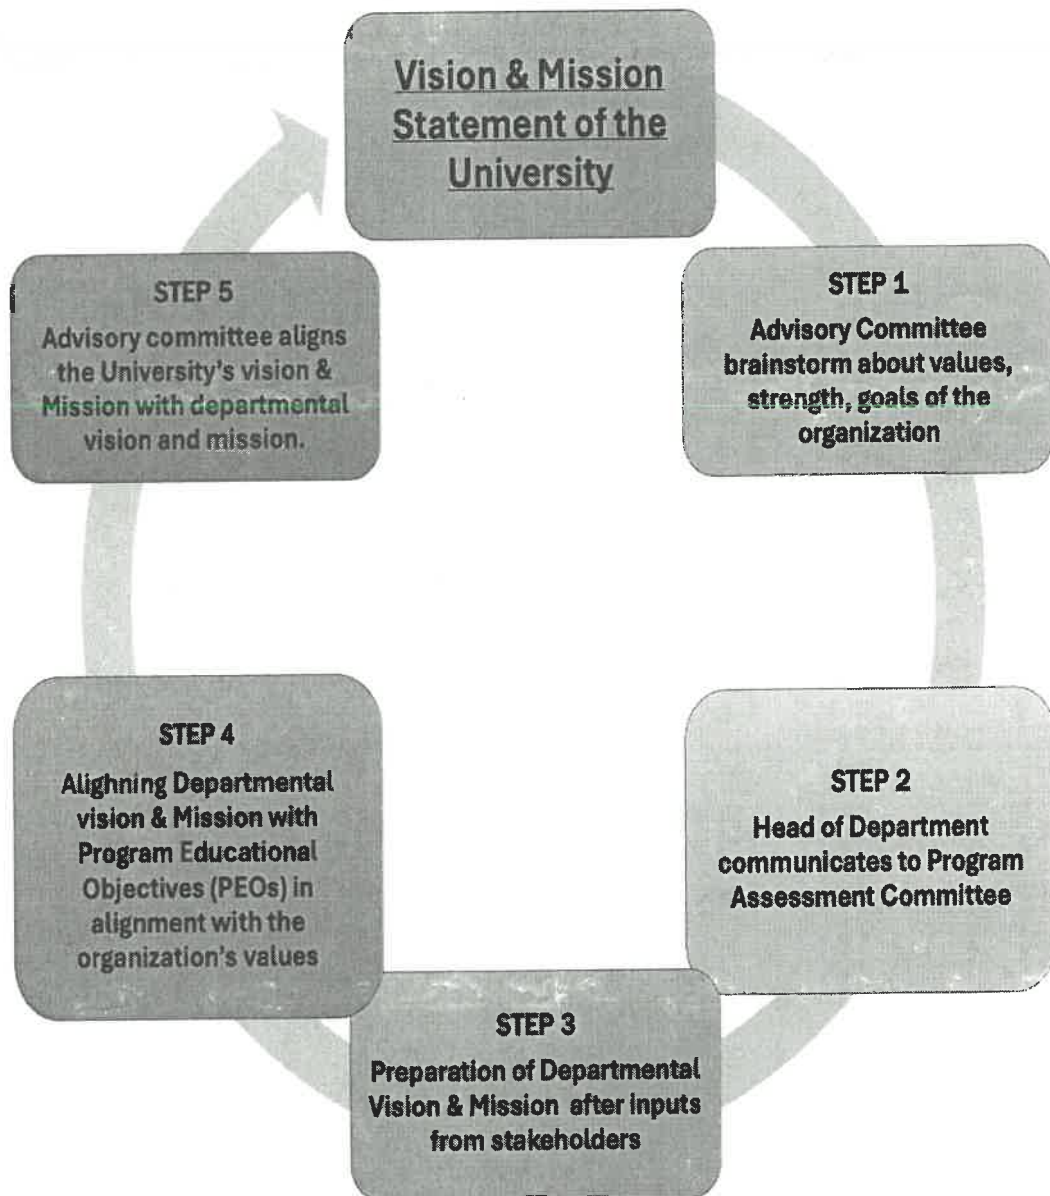 Vision & Mission
Statement of the
University
STEP 1
Advisory Committee
brainstorm about values,
strength, goals of the
organization
STEP 2
Head of Department
communicates to Program
Assessment Committee
STEP 3
Preparation of Departmental
Vision & Mission after inputs
from stakeholders
STEP 4
Alighning Departmental
vision & Mission with
Program Educational
Objectives (PEOs) in
alignment with the
organization's values
STEP 5
Advisory committee aligns
the University's vision &
Mission with departmental
vision and mission.